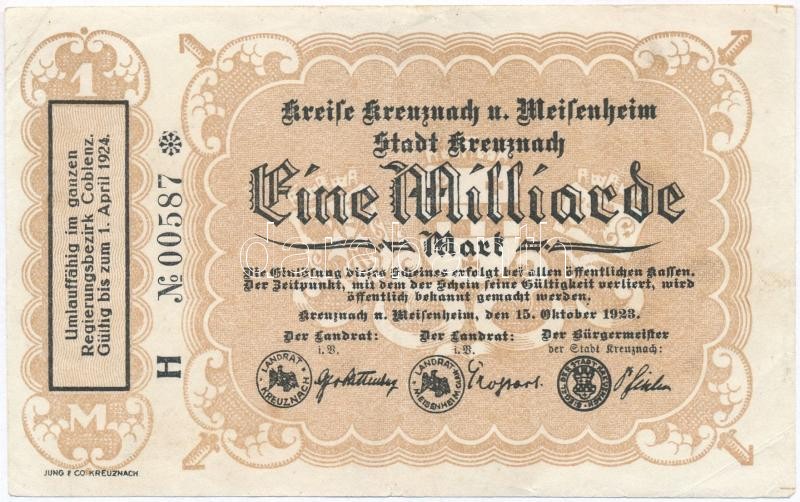 1
Umlauffähig im ganzen
Regierungsbezirk Coblenz.
Gültig bis zum 1. April 1924.
M
H № 00587 *
Kreise Kreuznach u. Meisenheim
Stadt Kreuznach
Eine Milliarde
Mark
Die Einlösung dieses Scheines erfolgt bei allen öffentlichen Kassen.
Der Zeitpunkt, mit dem der Schein seine Gültigkeit verliert, wird
öffentlich bekannt gemacht werden.
Kreuznach u. Meisenheim, den 15. Oktober 1923.
Der Landrat: Der Landrat: Der Bürgermeister
i. V. i. V. der Stadt Kreuznach:
LANDRAT KREUZNACH LANDRAT MEISENHEIM
JUNG & CO KREUZNACH
darabanth